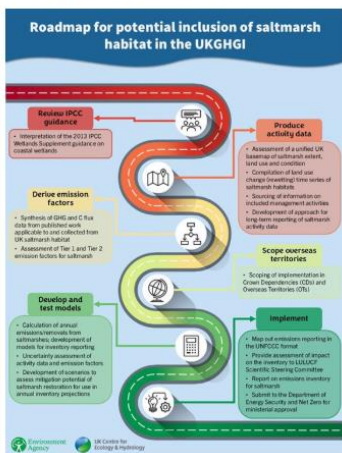 Roadmap for potential inclusion of saltmarsh
habitat in the UKGHGI
Review IPCC
guidance
• Interpretation of the 2013 IPCC
Wetlands Supplement guidance on
coastal wetlands
Produce
activity data
• Assessment of a unified UK
basemap of saltmarsh extent,
land use and condition
• Compilation of land use
change (rewetting) time series of
saltmarsh habitats
• Sourcing of information on
included management activities
• Development of approach for
long-term reporting of saltmarsh
activity data
Derive emission
factors
• Synthesis of GHG and C flux
data from published work
applicable to and collected from
UK saltmarsh habitat
• Assessment of Tier 1 and Tier 2
emission factors for saltmarsh
Scope overseas
territories
• Scoping of implementation in
Crown Dependencies (CDs) and
Overseas Territories (OTs)
Develop and
test models
• Calculation of annual
emissions/removals from
saltmarshes; development of
models for inventory reporting
• Uncertainty assessment of
activity data and emission factors
• Development of scenarios to
assess mitigation potential of
saltmarsh restoration for use in
annual inventory projections
Implement
• Map out emissions reporting in
the UNFCCC format
• Provide assessment of impact
on the inventory to LULUCF
Scientific Steering Committee
• Report on emissions inventory for
saltmarsh
• Submit to the Department of
Energy Security and Net Zero for
ministerial approval
Environment
Agency
UK Centre for
Ecology & Hydrology